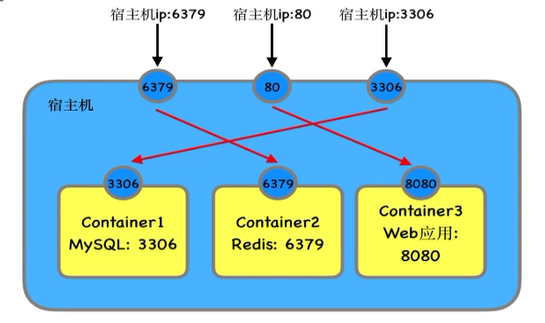 宿主机ip:6379
宿主机ip:80
宿主机ip:3306
6379
80
3306
宿主机
3306
6379
8080
Container1
MySQL: 3306
Container2
Redis: 6379
Container3
Web应用:
8080